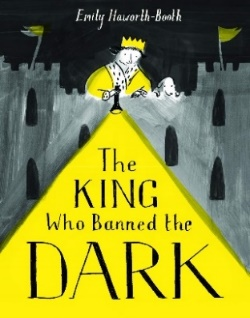 Emily Haworth-Booth
The
KING
Who Banned the
DARK